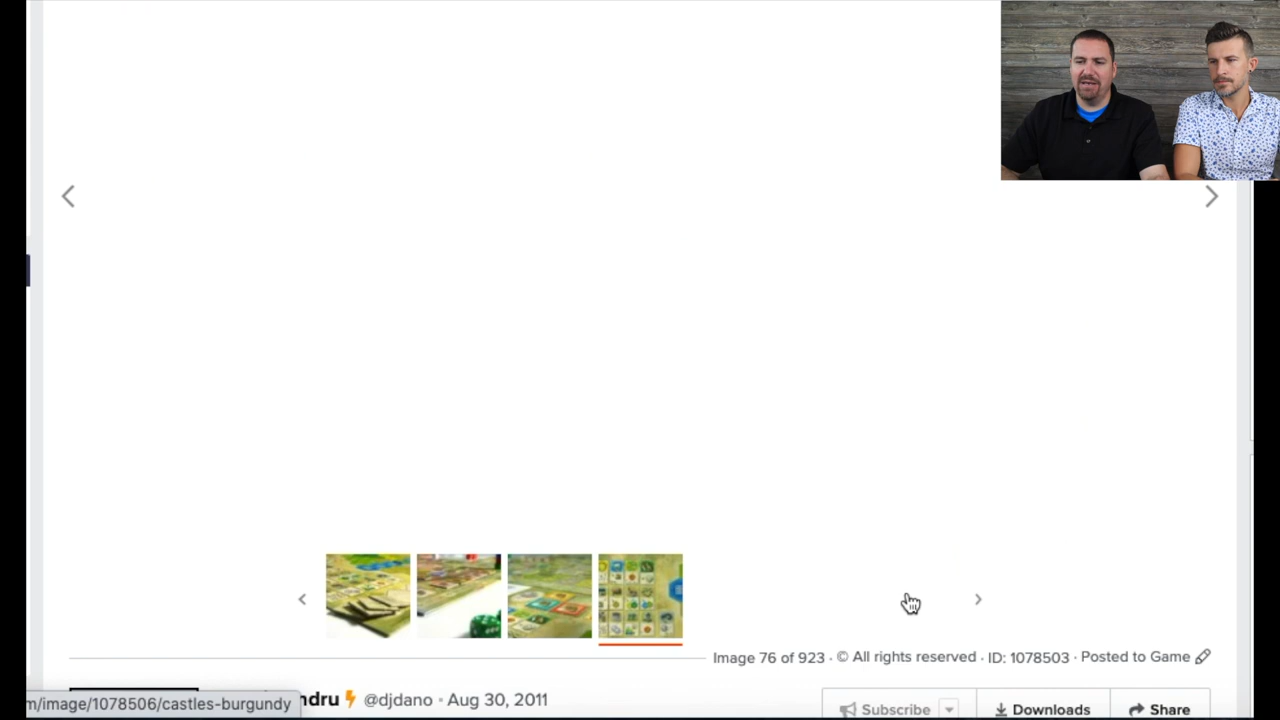 Image 76 of 923 · © All rights reserved · ID: 1078503 · Posted to Game
ndru @djdano · Aug 30, 2011
Subscribe Downloads Share
m/image/1078506/castles-burgundy